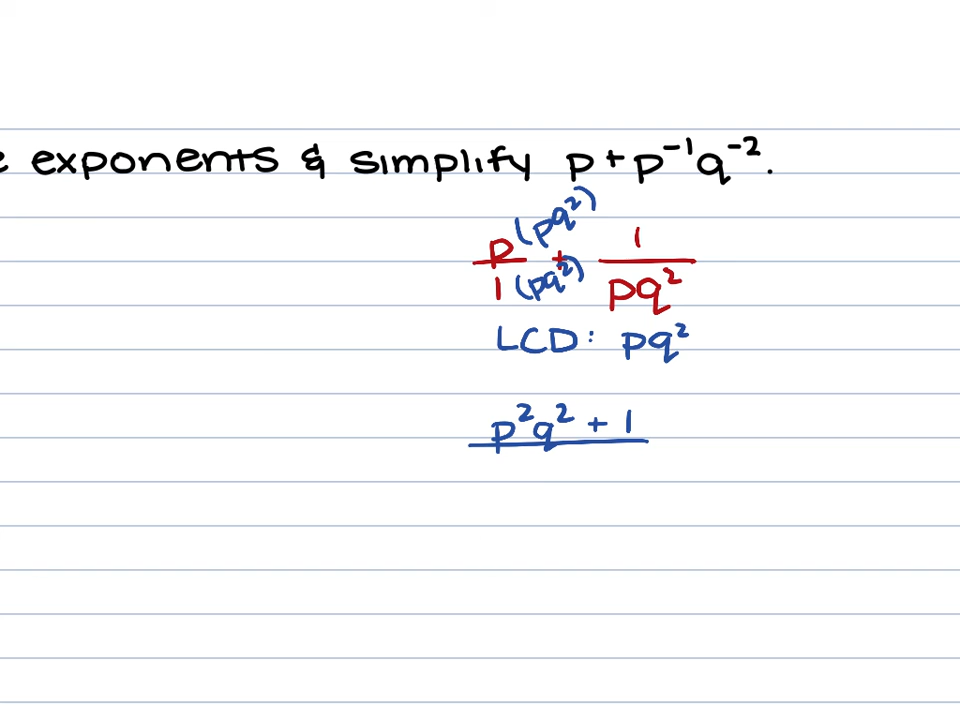 exponents & simplify p + p⁻¹q⁻².
p(pq²) + 1
1(pq²) pq²
LCD: pq²
p²q² + 1